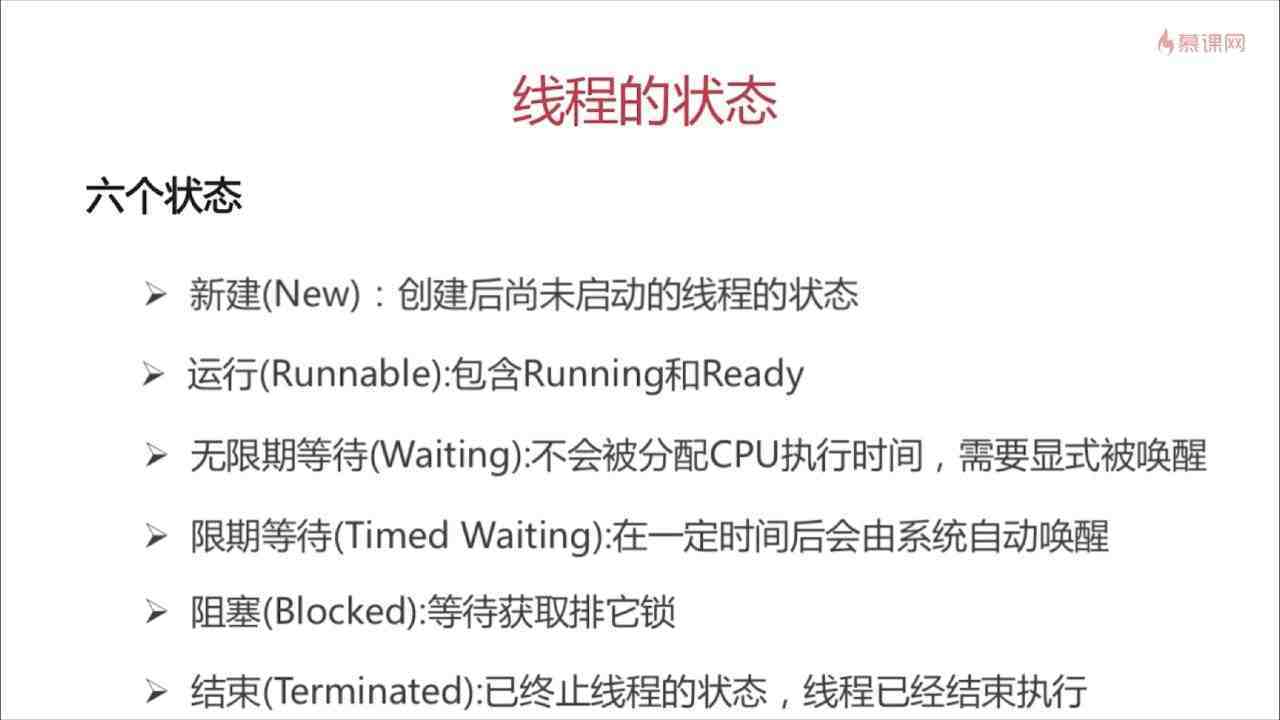 慕课网
线程的状态
六个状态
➢ 新建(New)：创建后尚未启动的线程的状态
➢ 运行(Runnable):包含Running和Ready
➢ 无限期等待(Waiting):不会被分配CPU执行时间，需要显式被唤醒
➢ 限期等待(Timed Waiting):在一定时间后会由系统自动唤醒
➢ 阻塞(Blocked):等待获取排它锁
➢ 结束(Terminated):已终止线程的状态，线程已经结束执行